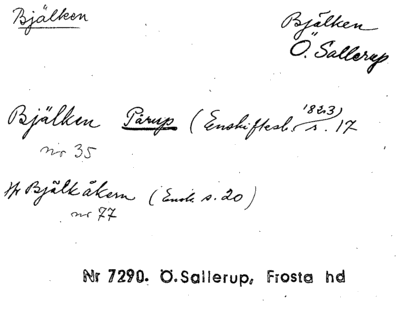 Bjälken
Bjälken
Ö. Sallerup
Bjälken Pårup (Enskiftesb. 1823) s. 17
nr 35
Bjälkåkern (Ensk s. 20)
nr 77
Nr 7290. Ö.Sallerup, Frosta hd